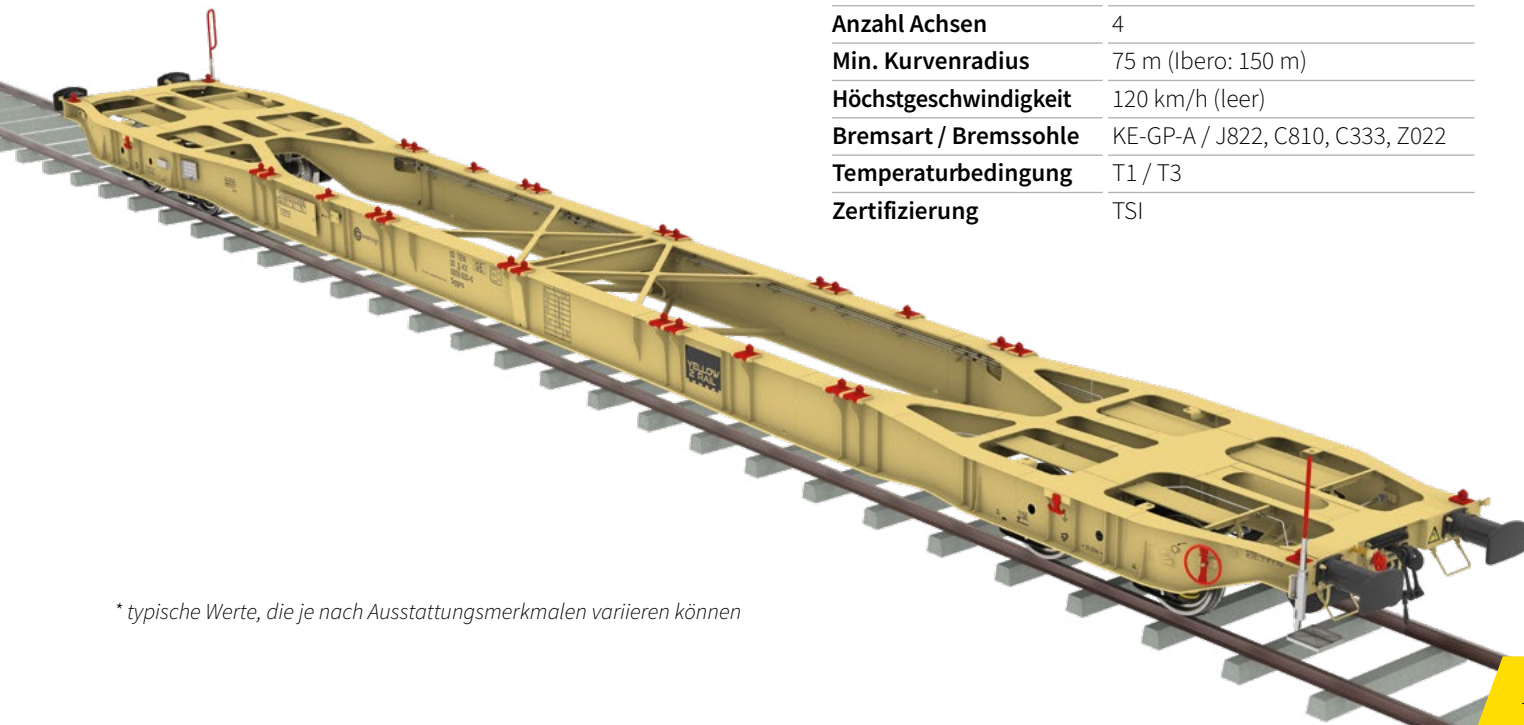 Anzahl Achsen 4
Min. Kurvenradius 75 m (Ibero: 150 m)
Höchstgeschwindigkeit 120 km/h (leer)
Bremsart / Bremssohle KE-GP-A / J822, C810, C333, Z022
Temperaturbedingung T1 / T3
Zertifizierung TSI
YELLOW
2 RAIL
* typische Werte, die je nach Ausstattungsmerkmalen variieren können